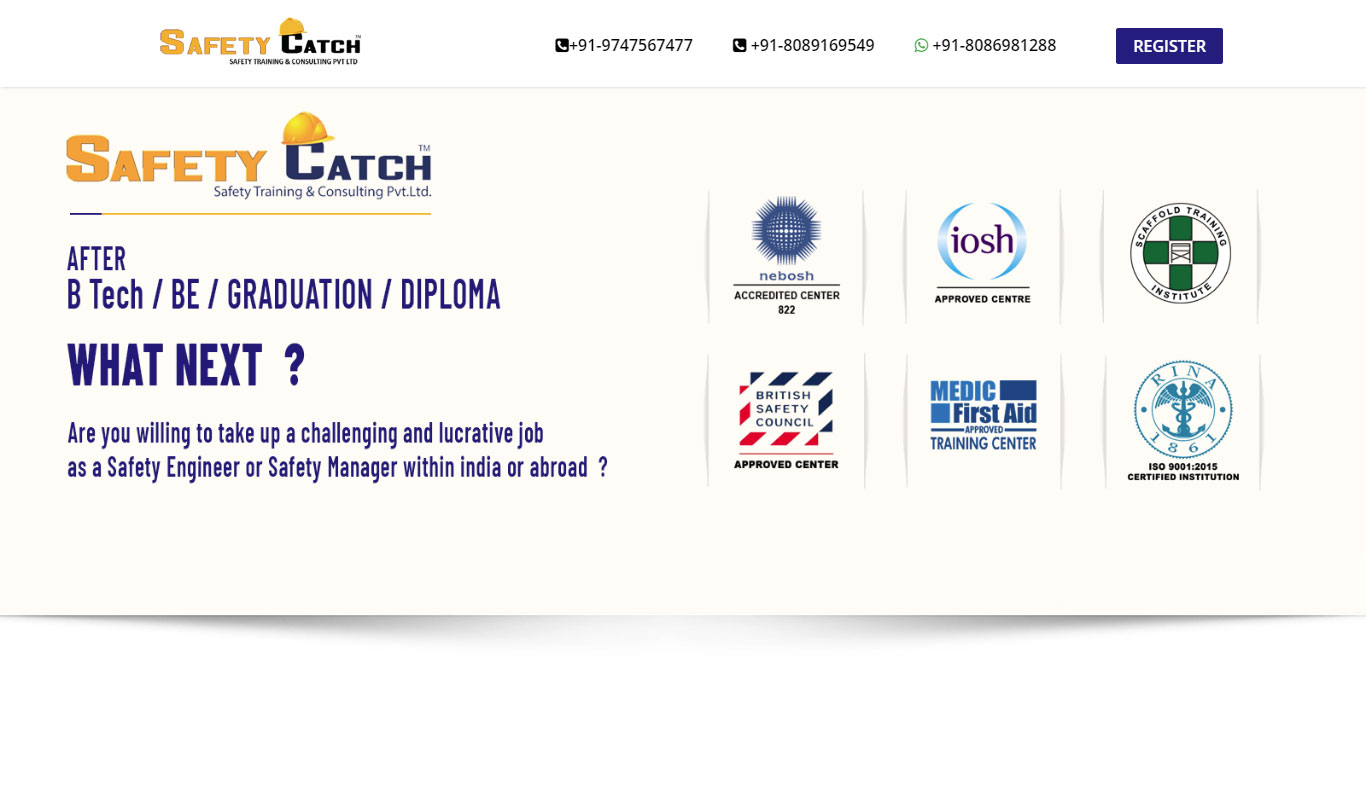 SAFETY CATCH™
SAFETY TRAINING & CONSULTING PVT LTD
+91-9747567477
+91-8089169549
+91-8086981288
REGISTER
SAFETY CATCH™
Safety Training & Consulting Pvt.Ltd.
AFTER
B Tech / BE / GRADUATION / DIPLOMA
WHAT NEXT ?
Are you willing to take up a challenging and lucrative job
as a Safety Engineer or Safety Manager within india or abroad ?
nebosh
ACCREDITED CENTER
822
iosh
APPROVED CENTRE
SCAFFOLD TRAINING
INSTITUTE
BRITISH
SAFETY
COUNCIL
APPROVED CENTER
MEDIC
First Aid
APPROVED
TRAINING CENTER
RINA
1861
ISO 9001:2015
CERTIFIED INSTITUTION